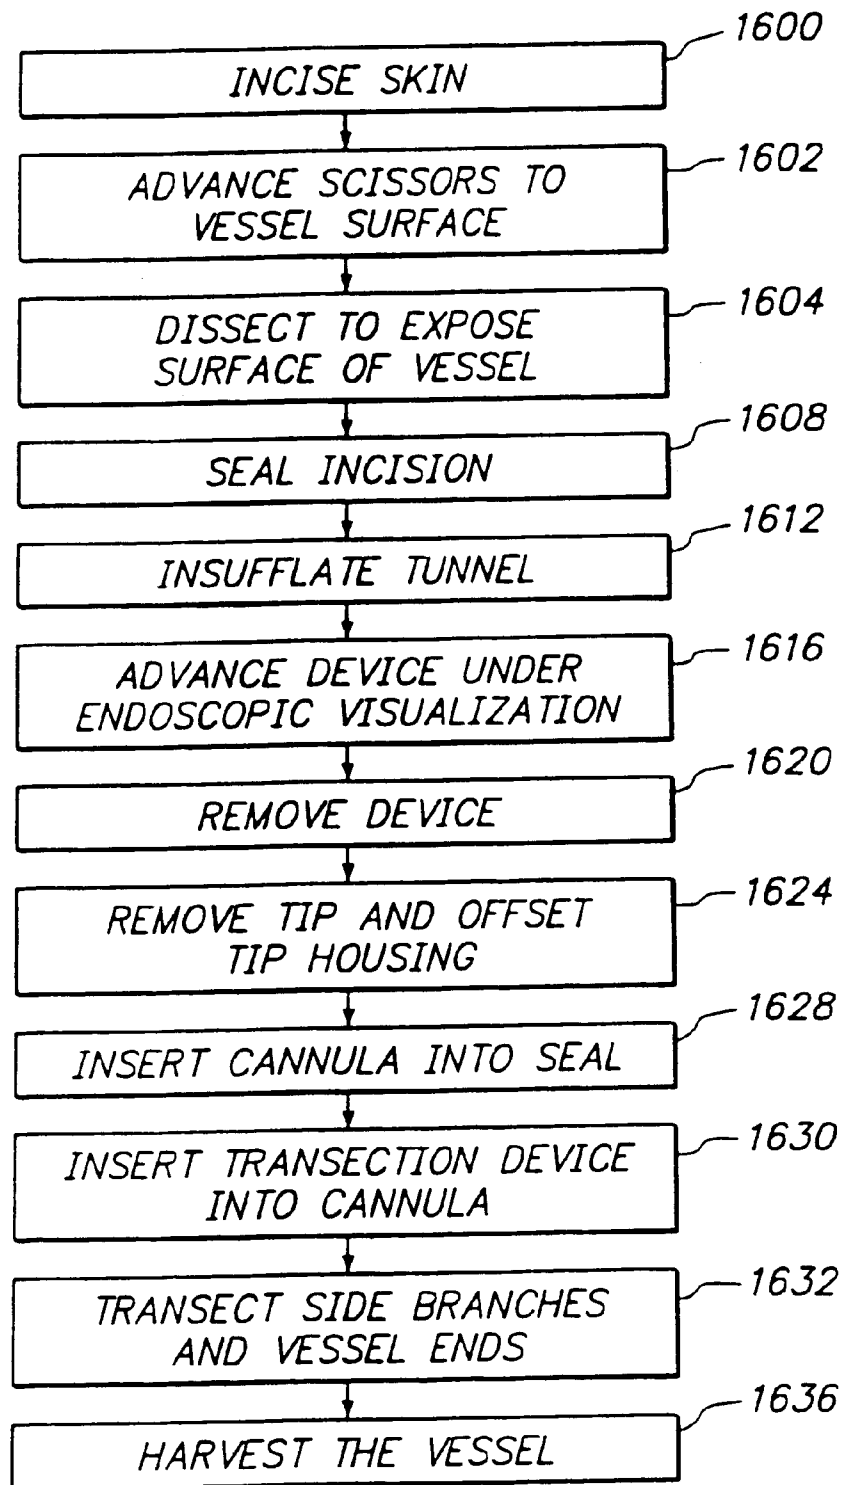 1600
INCISE SKIN
1602
ADVANCE SCISSORS TO
VESSEL SURFACE
1604
DISSECT TO EXPOSE
SURFACE OF VESSEL
1608
SEAL INCISION
1612
INSUFFLATE TUNNEL
1616
ADVANCE DEVICE UNDER
ENDOSCOPIC VISUALIZATION
1620
REMOVE DEVICE
1624
REMOVE TIP AND OFFSET
TIP HOUSING
1628
INSERT CANNULA INTO SEAL
1630
INSERT TRANSECTION DEVICE
INTO CANNULA
1632
TRANSECT SIDE BRANCHES
AND VESSEL ENDS
1636
HARVEST THE VESSEL